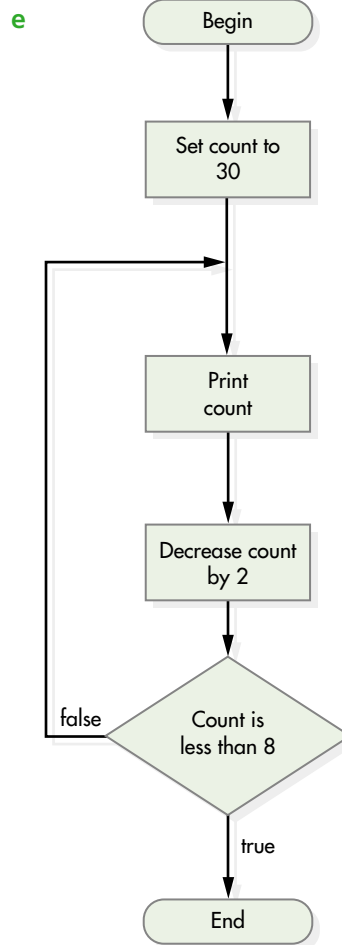 e
Begin
Set count to
30
Print
count
Decrease count
by 2
Count is
less than 8
false
true
End